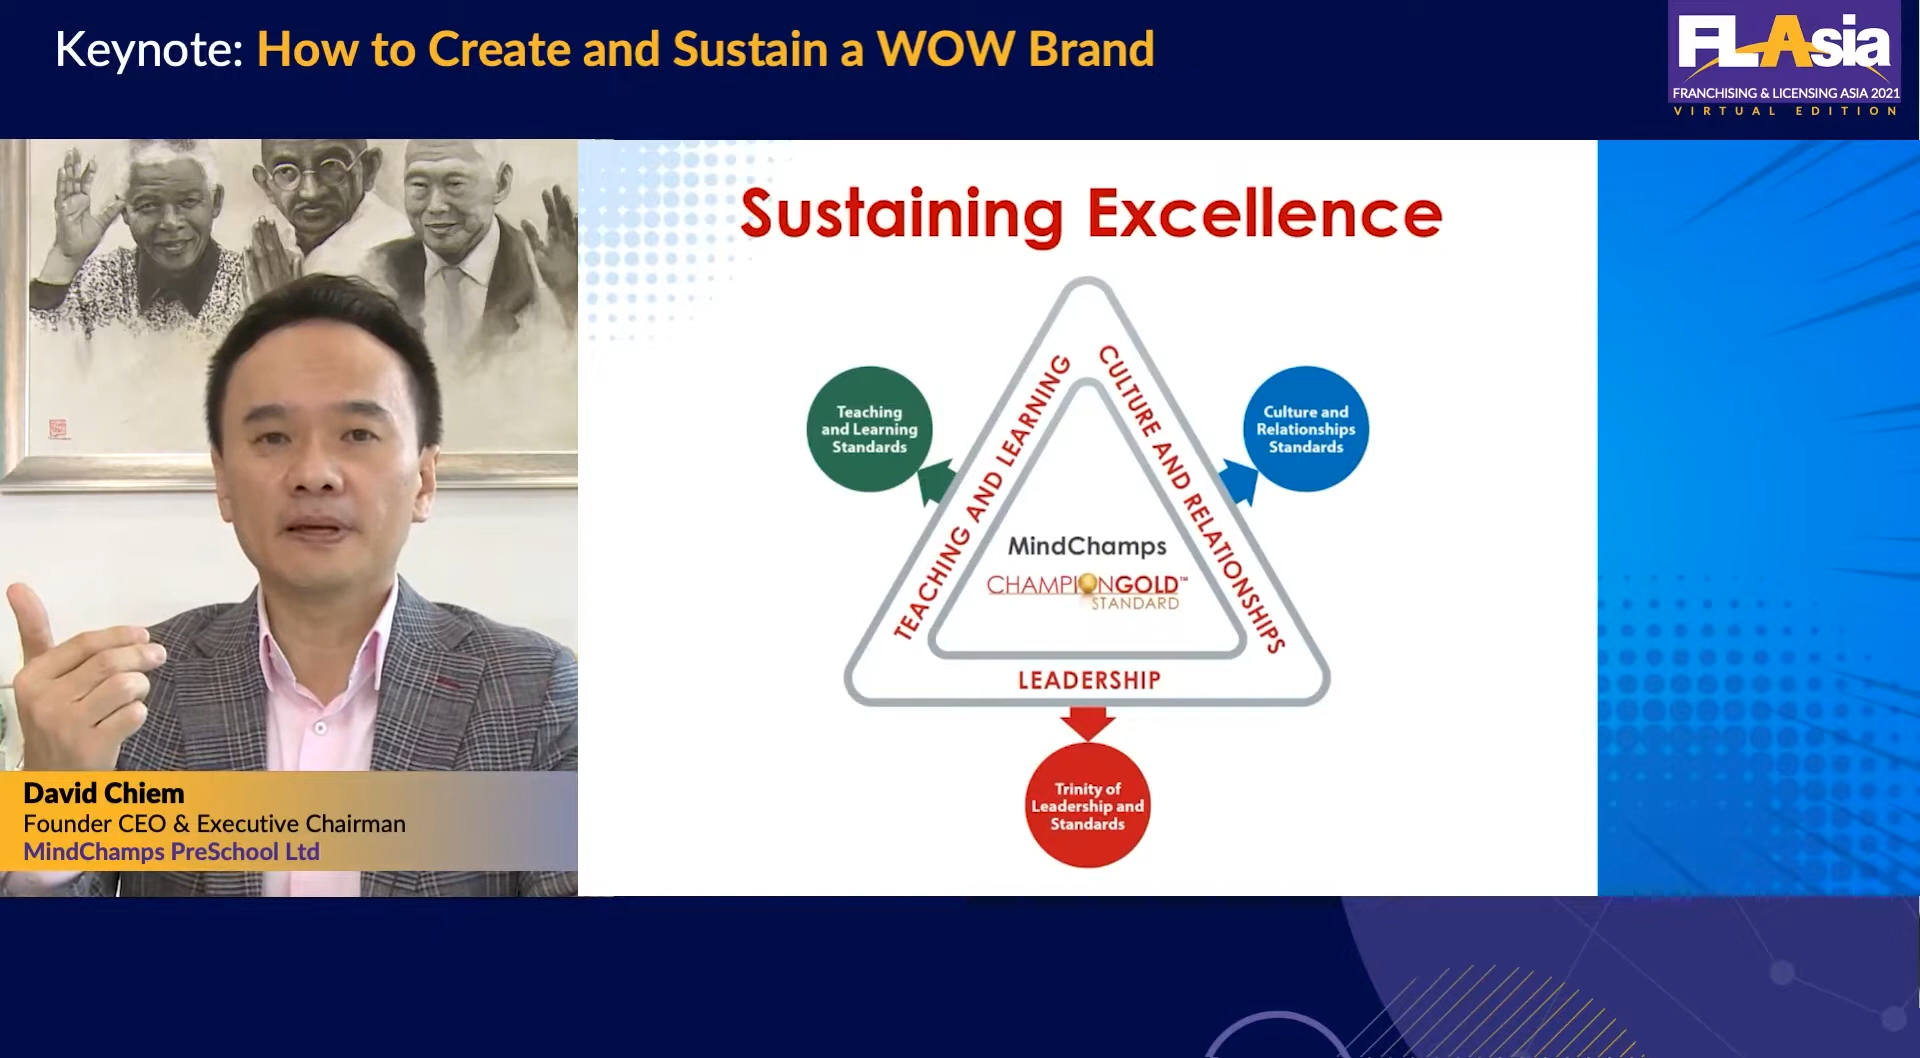 Keynote: How to Create and Sustain a WOW Brand
FLAsia
FRANCHISING & LICENSING ASIA 2021
VIRTUAL EDITION
Sustaining Excellence
TEACHING AND LEARNING
CULTURE AND RELATIONSHIPS
LEADERSHIP
Teaching
and Learning
Standards
Culture and
Relationships
Standards
MindChamps
CHAMPIONGOLD™
STANDARD
Trinity of
Leadership and
Standards
David Chiem
Founder CEO & Executive Chairman
MindChamps PreSchool Ltd